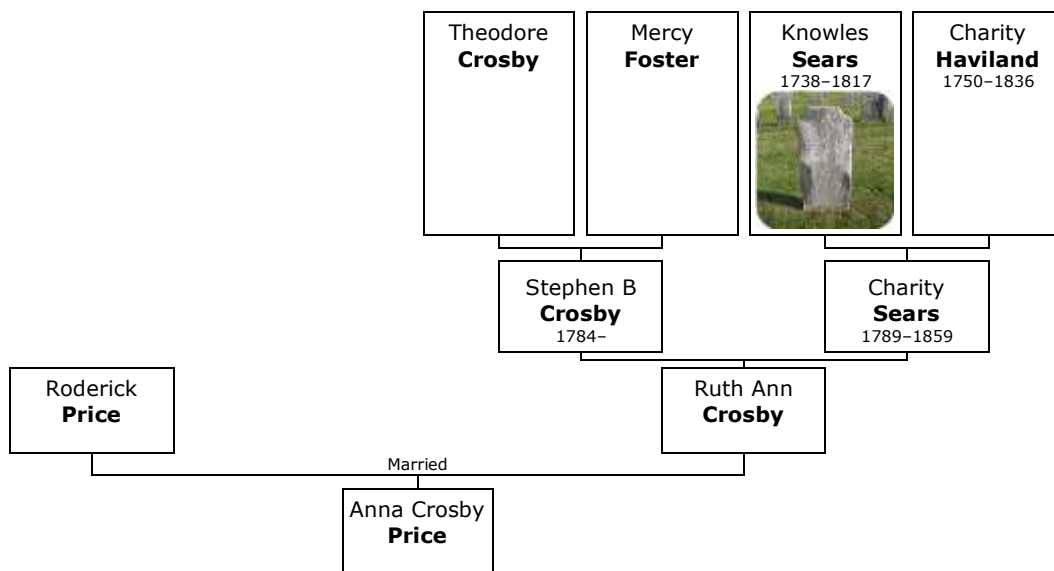 Theodore
Crosby
Mercy
Foster
Knowles
Sears
1738–1817
Charity
Haviland
1750–1836
Stephen B
Crosby
1784–
Charity
Sears
1789–1859
Roderick
Price
Ruth Ann
Crosby
Married
Anna Crosby
Price